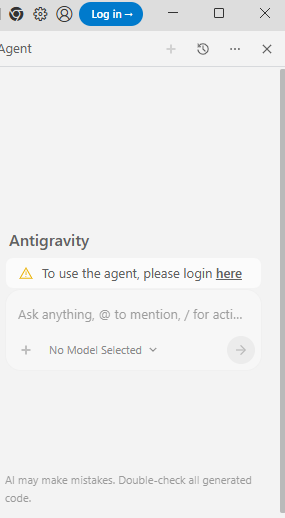 Log in →
Agent
Antigravity
To use the agent, please login here
Ask anything, @ to mention, / for acti...
No Model Selected
AI may make mistakes. Double-check all generated
code.